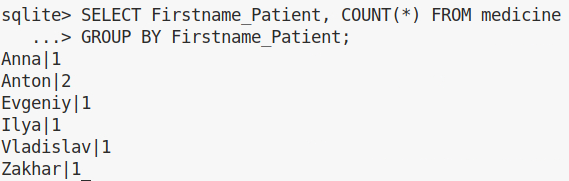 sqlite> SELECT Firstname_Patient, COUNT(*) FROM medicine
...> GROUP BY Firstname_Patient;
Anna|1
Anton|2
Evgeniy|1
Ilya|1
Vladislav|1
Zakhar|1_